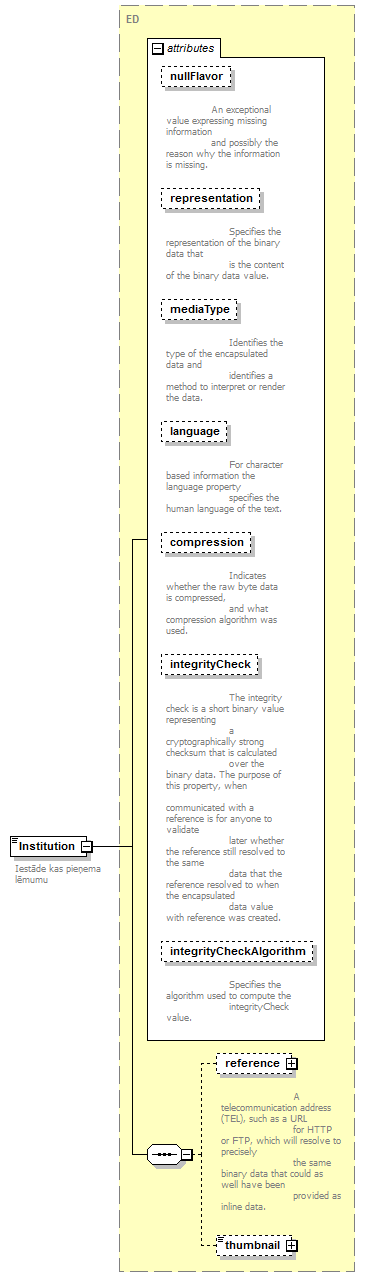 ED
attributes
nullFlavor
An exceptional
value expressing missing
information
and possibly the
reason why the information
is missing.
representation
Specifies the
representation of the binary
data that
is the content
of the binary data value.
mediaType
Identifies the
type of the encapsulated
data and
identifies a
method to interpret or render
the data.
language
For character
based information the
language property
specifies the
human language of the text.
compression
Indicates
whether the raw byte data
is compressed,
and what
compression algorithm was
used.
integrityCheck
The integrity
check is a short binary value
representing
a
cryptographically strong
checksum that is calculated
over the
binary data. The purpose of
this property, when
communicated with a
reference is for anyone to
validate
later whether
the reference still resolved to
the same
data that the
reference resolved to when
the encapsulated
data value
with reference was created.
Institution
Iestāde kas pieņema
lēmumu
integrityCheckAlgorithm
Specifies the
algorithm used to compute the
integrityCheck
value.
reference
A
telecommunication address
(TEL), such as a URL
for HTTP
or FTP, which will resolve to
precisely
the same
binary data that could as
well have been
provided as
inline data.
thumbnail